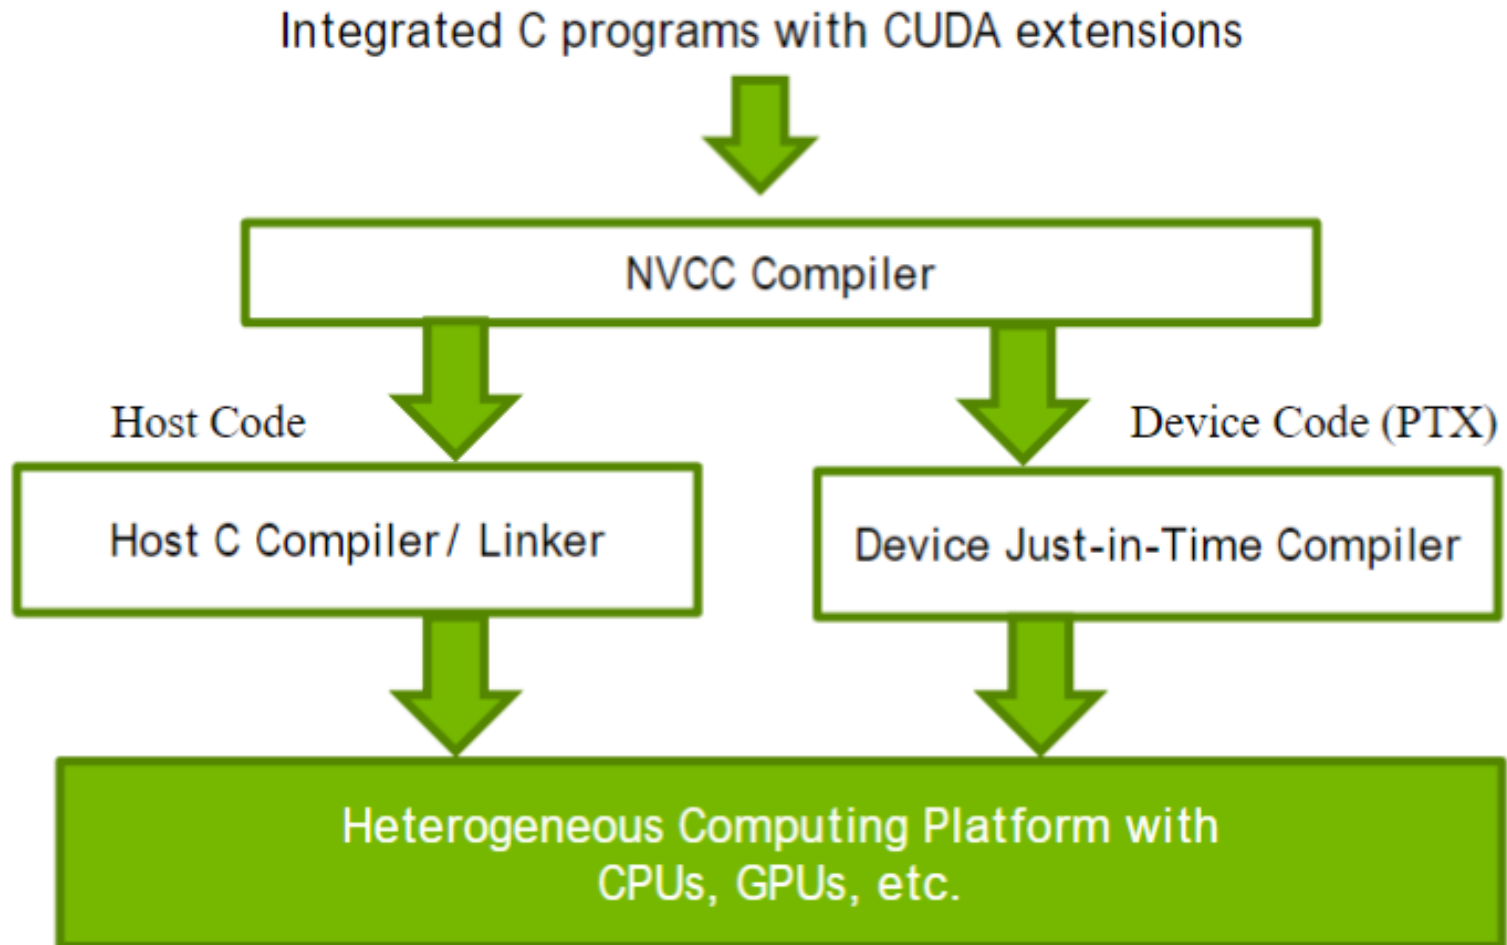 Integrated C programs with CUDA extensions
NVCC Compiler
Host Code
Device Code (PTX)
Host C Compiler/ Linker
Device Just-in-Time Compiler
Heterogeneous Computing Platform with
CPUs, GPUs, etc.